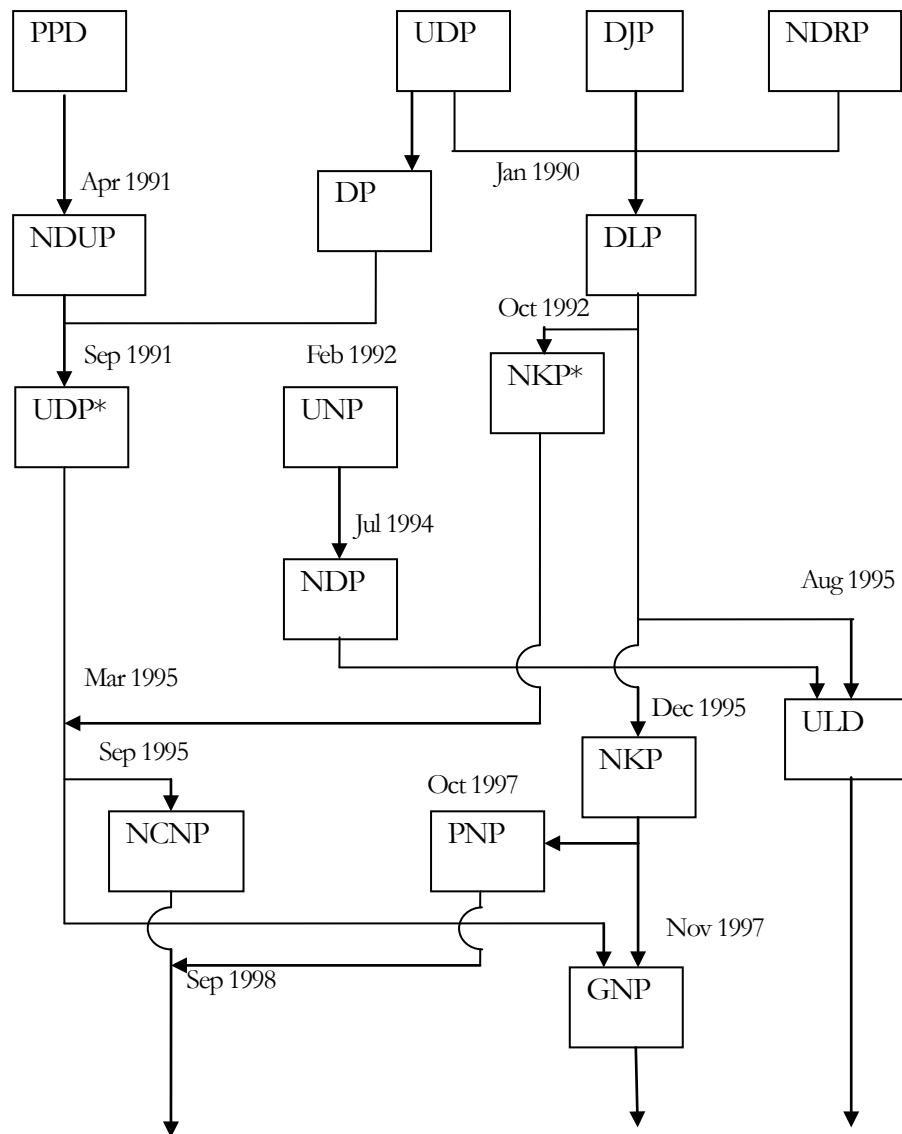 PPD
UDP
DJP
NDRP
Apr 1991
DP
Jan 1990
NDUP
DLP
Oct 1992
Sep 1991
Feb 1992
NKP*
UDP*
UNP
Jul 1994
NDP
Aug 1995
Mar 1995
Dec 1995
ULD
Sep 1995
NKP
Oct 1997
NCNP
PNP
Nov 1997
Sep 1998
GNP